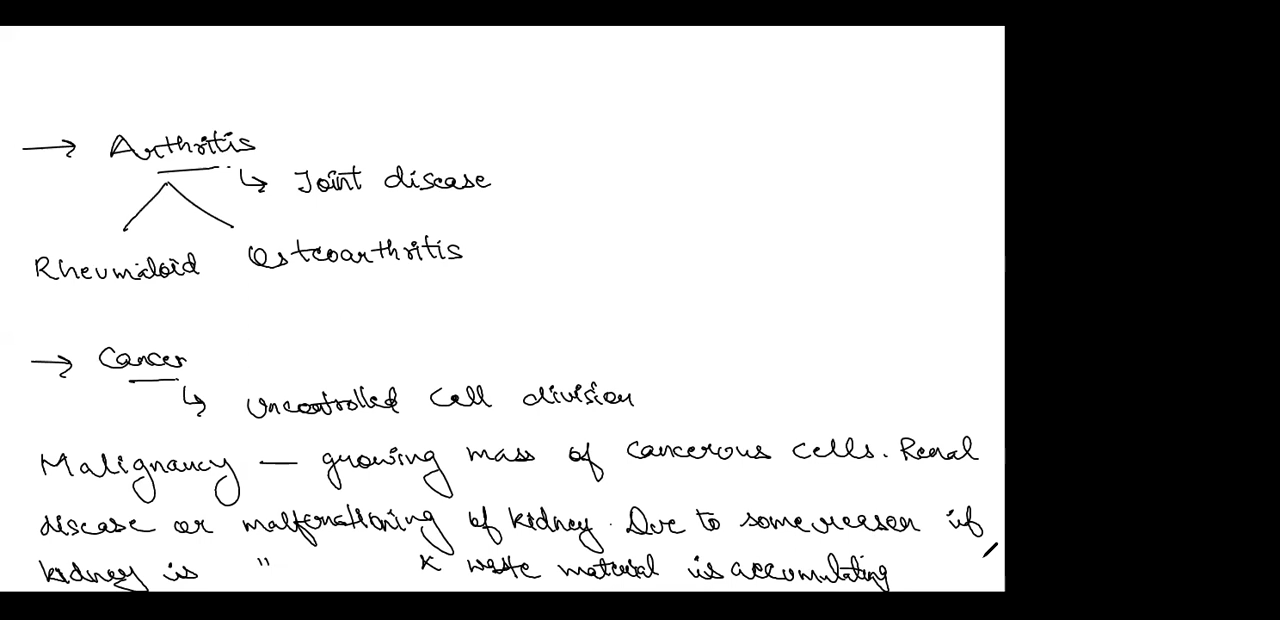 → Arthritis
↳ Joint disease
Rheumatoid Osteoarthritis
→ Cancer
↳ Uncontrolled cell division
Malignancy — growing mass of cancerous cells. Renal
disease or malfunctioning of kidney. Due to some reason if
kidney is " waste material is accumulating